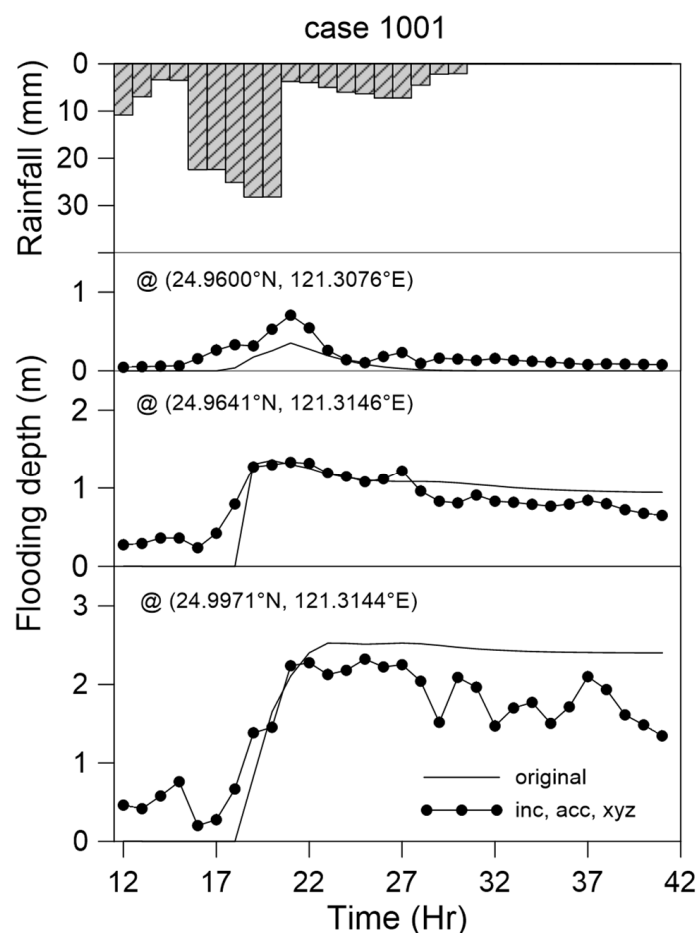 case 1001
Rainfall (mm)
0
10
20
30
@ (24.9600°N, 121.3076°E)
1
0
Flooding depth (m)
@ (24.9641°N, 121.3146°E)
2
1
0
@ (24.9971°N, 121.3144°E)
3
2
1
0
original
inc, acc, xyz
12 17 22 27 32 37 42
Time (Hr)